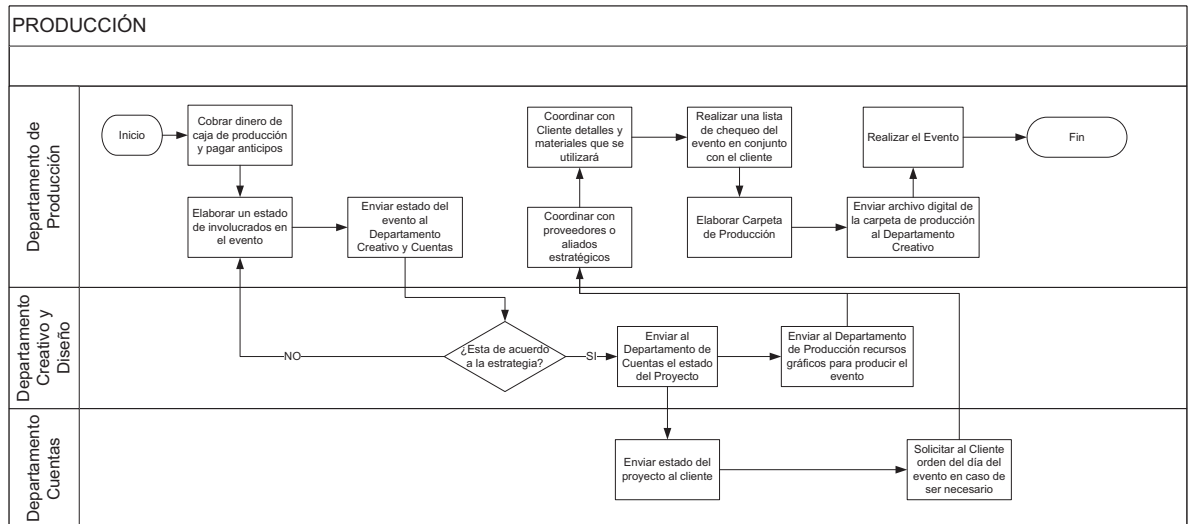 PRODUCCIÓN
Departamento de
Producción
Inicio
Cobrar dinero de
caja de producción
y pagar anticipos
Elaborar un estado
de involucrados en
el evento
Enviar estado del
evento al
Departamento
Creativo y Cuentas
Coordinar con
Cliente detalles y
materiales que se
utilizará
Coordinar con
proveedores o
aliados
estratégicos
Realizar una lista
de chequeo del
evento en conjunto
con el cliente
Elaborar Carpeta
de Producción
Realizar el Evento
Enviar archivo digital de
la carpeta de producción
al Departamento
Creativo
Fin
Departamento
Creativo y
Diseño
NO
¿Esta de acuerdo
a la estrategia?
SI
Enviar al
Departamento de
Cuentas el estado
del Proyecto
Enviar al Departamento
de Producción recursos
gráficos para producir el
evento
Departamento
Cuentas
Enviar estado del
proyecto al cliente
Solicitar al Cliente
orden del día del
evento en caso de
ser necesario